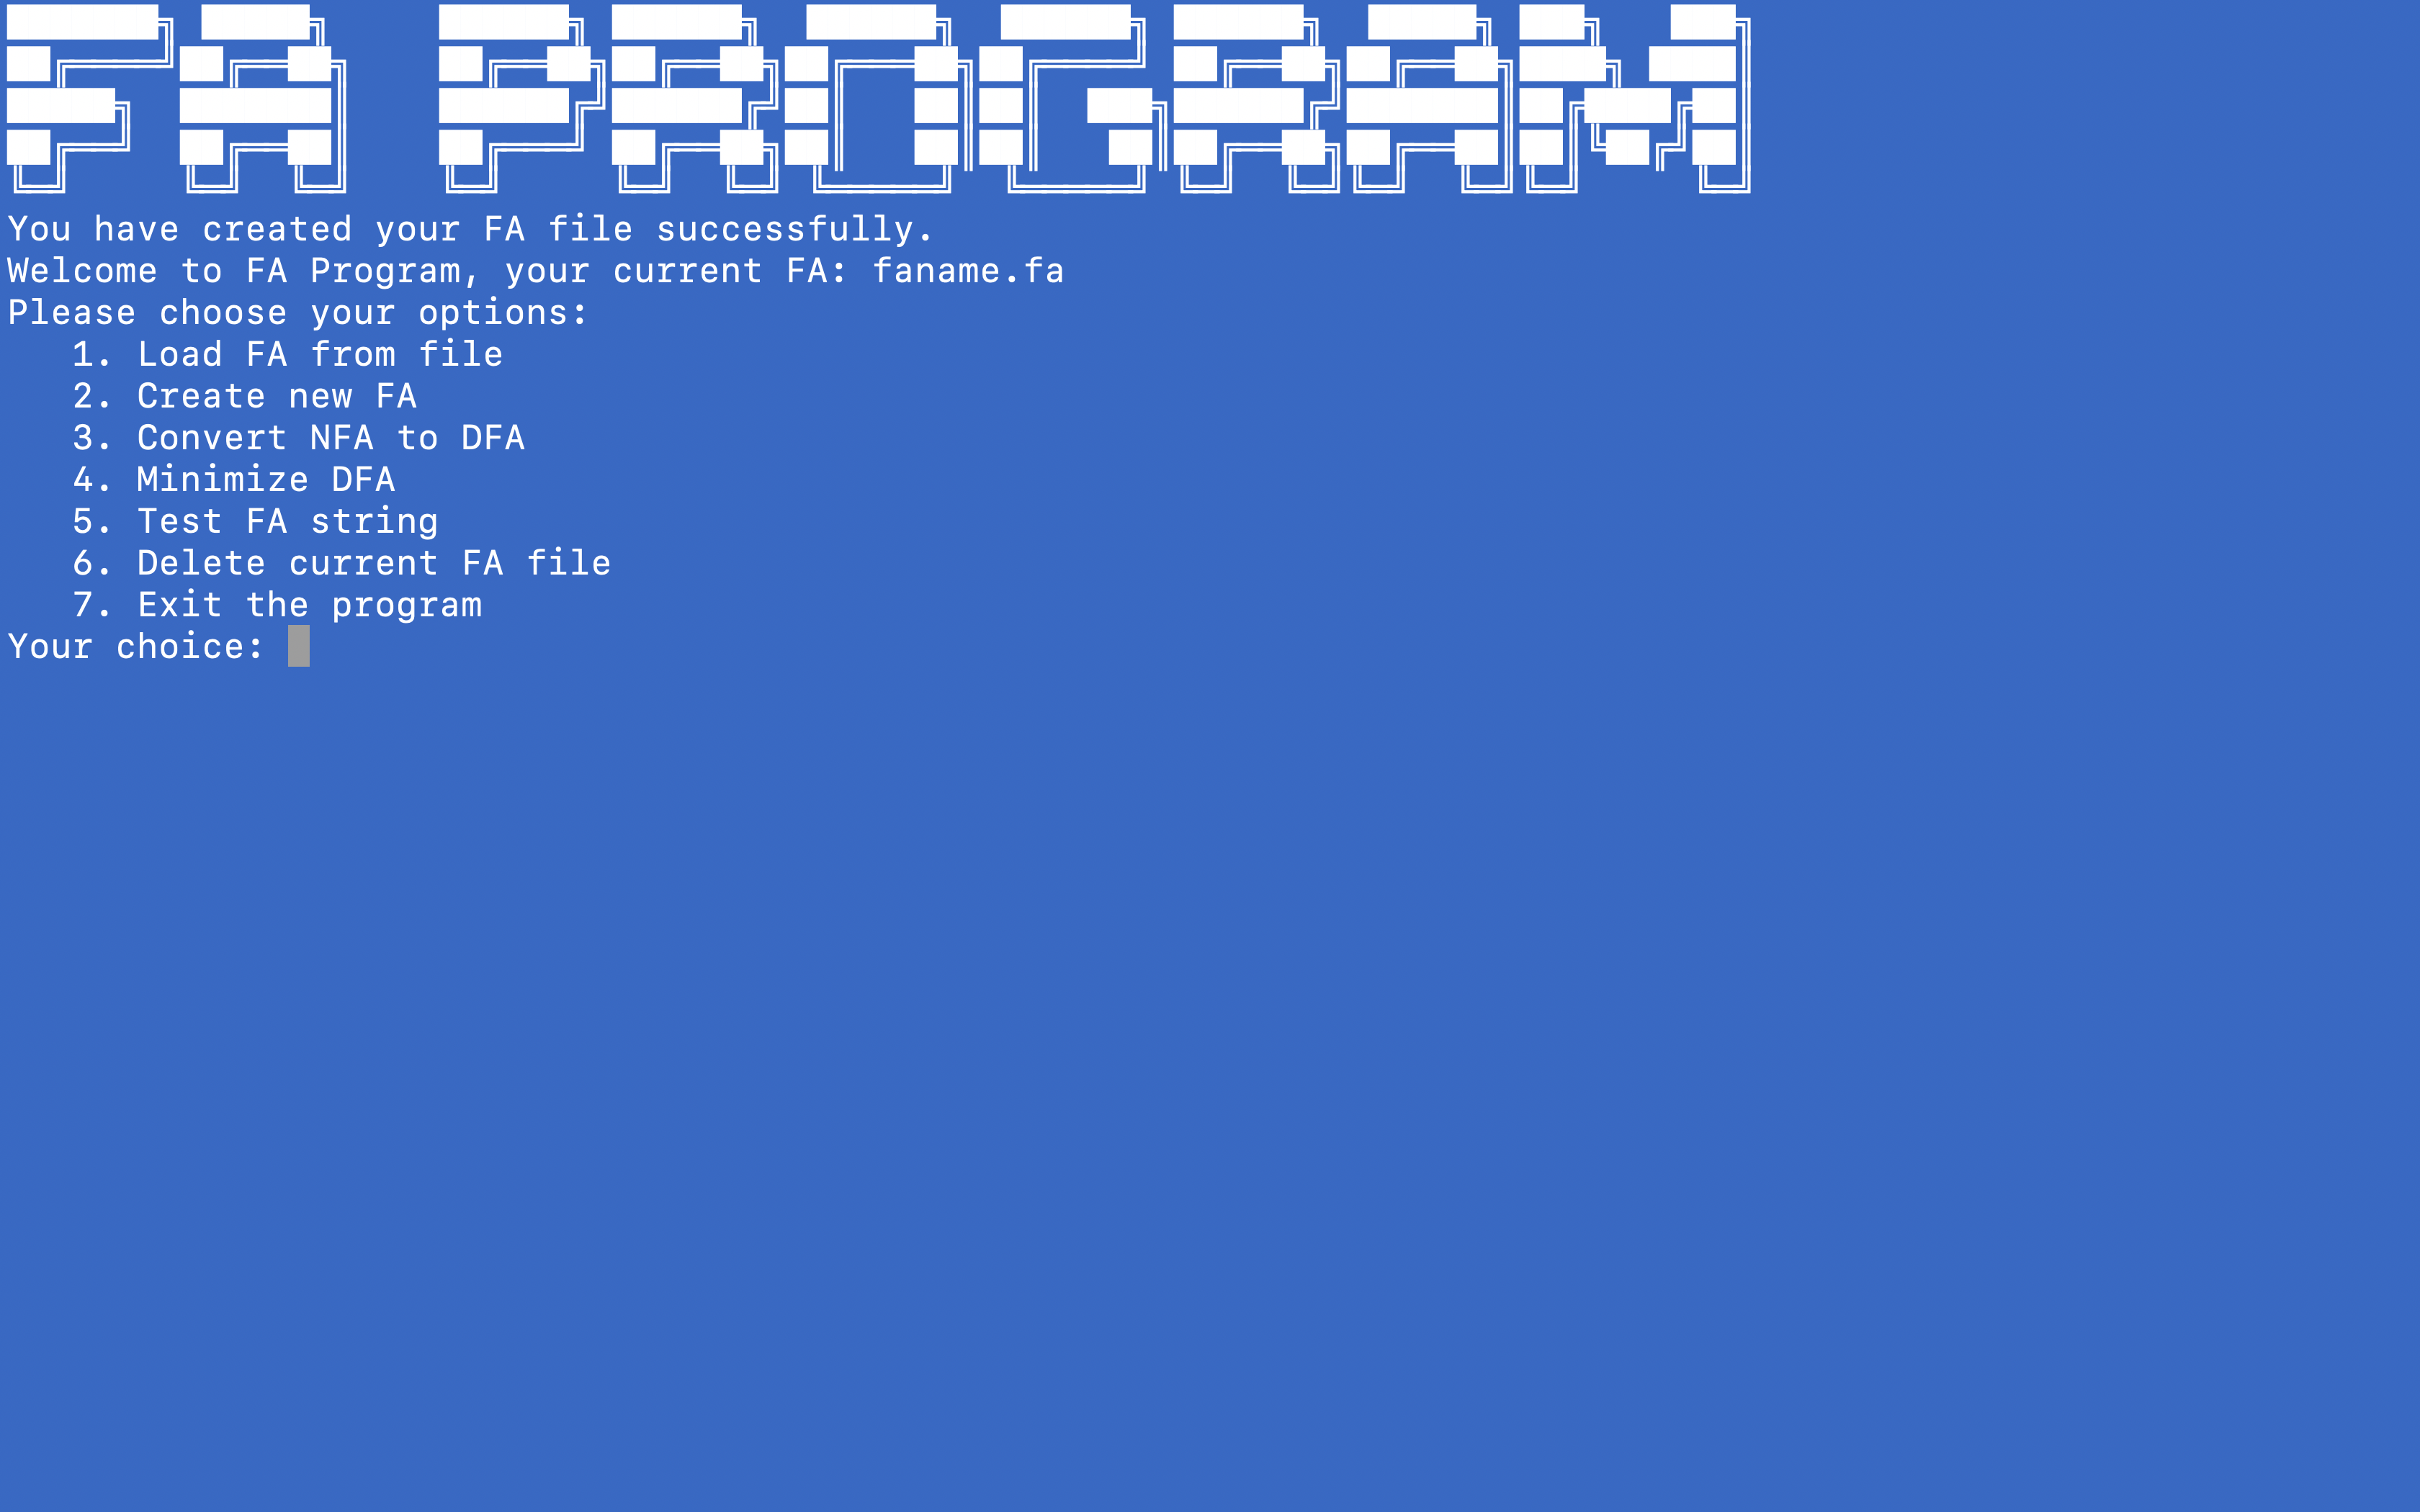 FA PROGRAM
You have created your FA file successfully.
Welcome to FA Program, your current FA: faname.fa
Please choose your options:
1. Load FA from file
2. Create new FA
3. Convert NFA to DFA
4. Minimize DFA
5. Test FA string
6. Delete current FA file
7. Exit the program
Your choice: